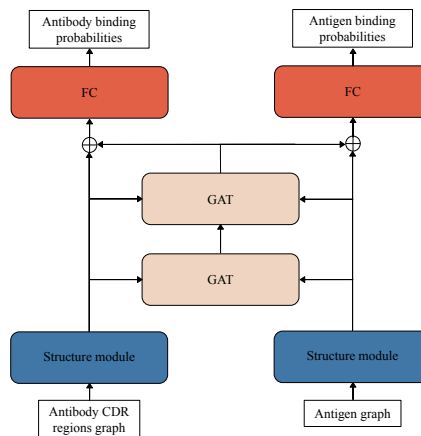 Antibody binding
probabilities
Antigen binding
probabilities
FC
FC
GAT
GAT
Structure module
Structure module
Antibody CDR
regions graph
Antigen graph